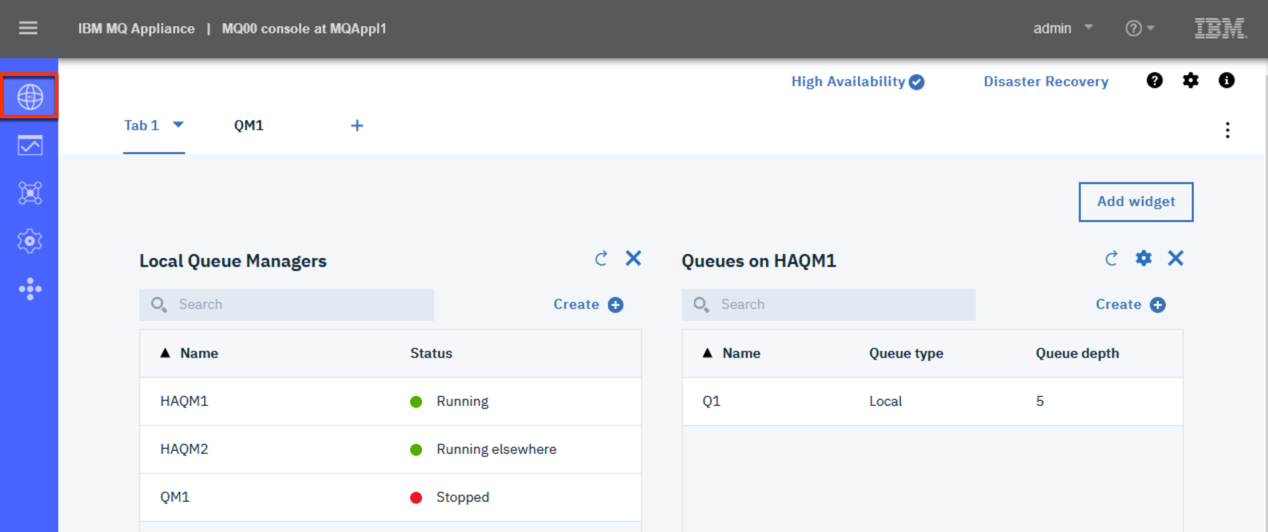 IBM MQ Appliance | MQ00 console at MQAppl1
admin
IBM
High Availability
Disaster Recovery
Tab 1
QM1
Add widget
Local Queue Managers
Search
Create
Name Status
HAQM1 Running
HAQM2 Running elsewhere
QM1 Stopped
Queues on HAQM1
Search
Create
Name Queue type Queue depth
Q1 Local 5